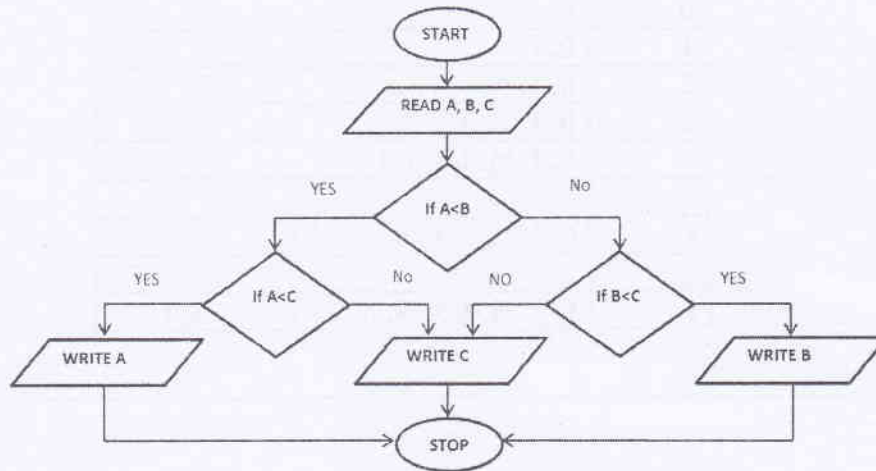 START
READ A, B, C
YES
No
If A<B
YES
No
NO
YES
If A<C
If B<C
WRITE A
WRITE C
WRITE B
STOP